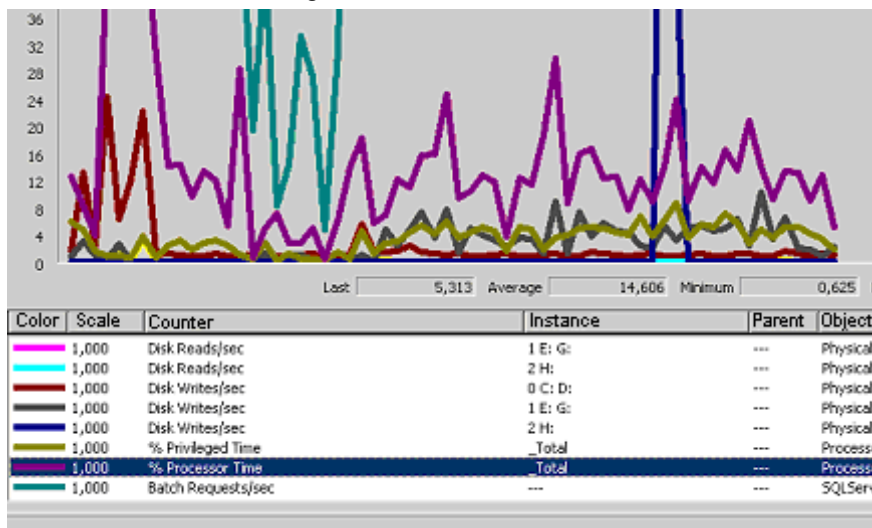 36
32
28
24
20
16
12
8
4
0
Last 5,313 Average 14,606 Minimum 0,625
Color Scale Counter Instance Parent Object
1,000 Disk Reads/sec 1 E: G: --- Physical
1,000 Disk Reads/sec 2 H: --- Physical
1,000 Disk Writes/sec 0 C: D: --- Physical
1,000 Disk Writes/sec 1 E: G: --- Physical
1,000 Disk Writes/sec 2 H: --- Physical
1,000 % Privileged Time _Total --- Process
1,000 % Processor Time _Total --- Process
1,000 Batch Requests/sec --- --- SQLSer